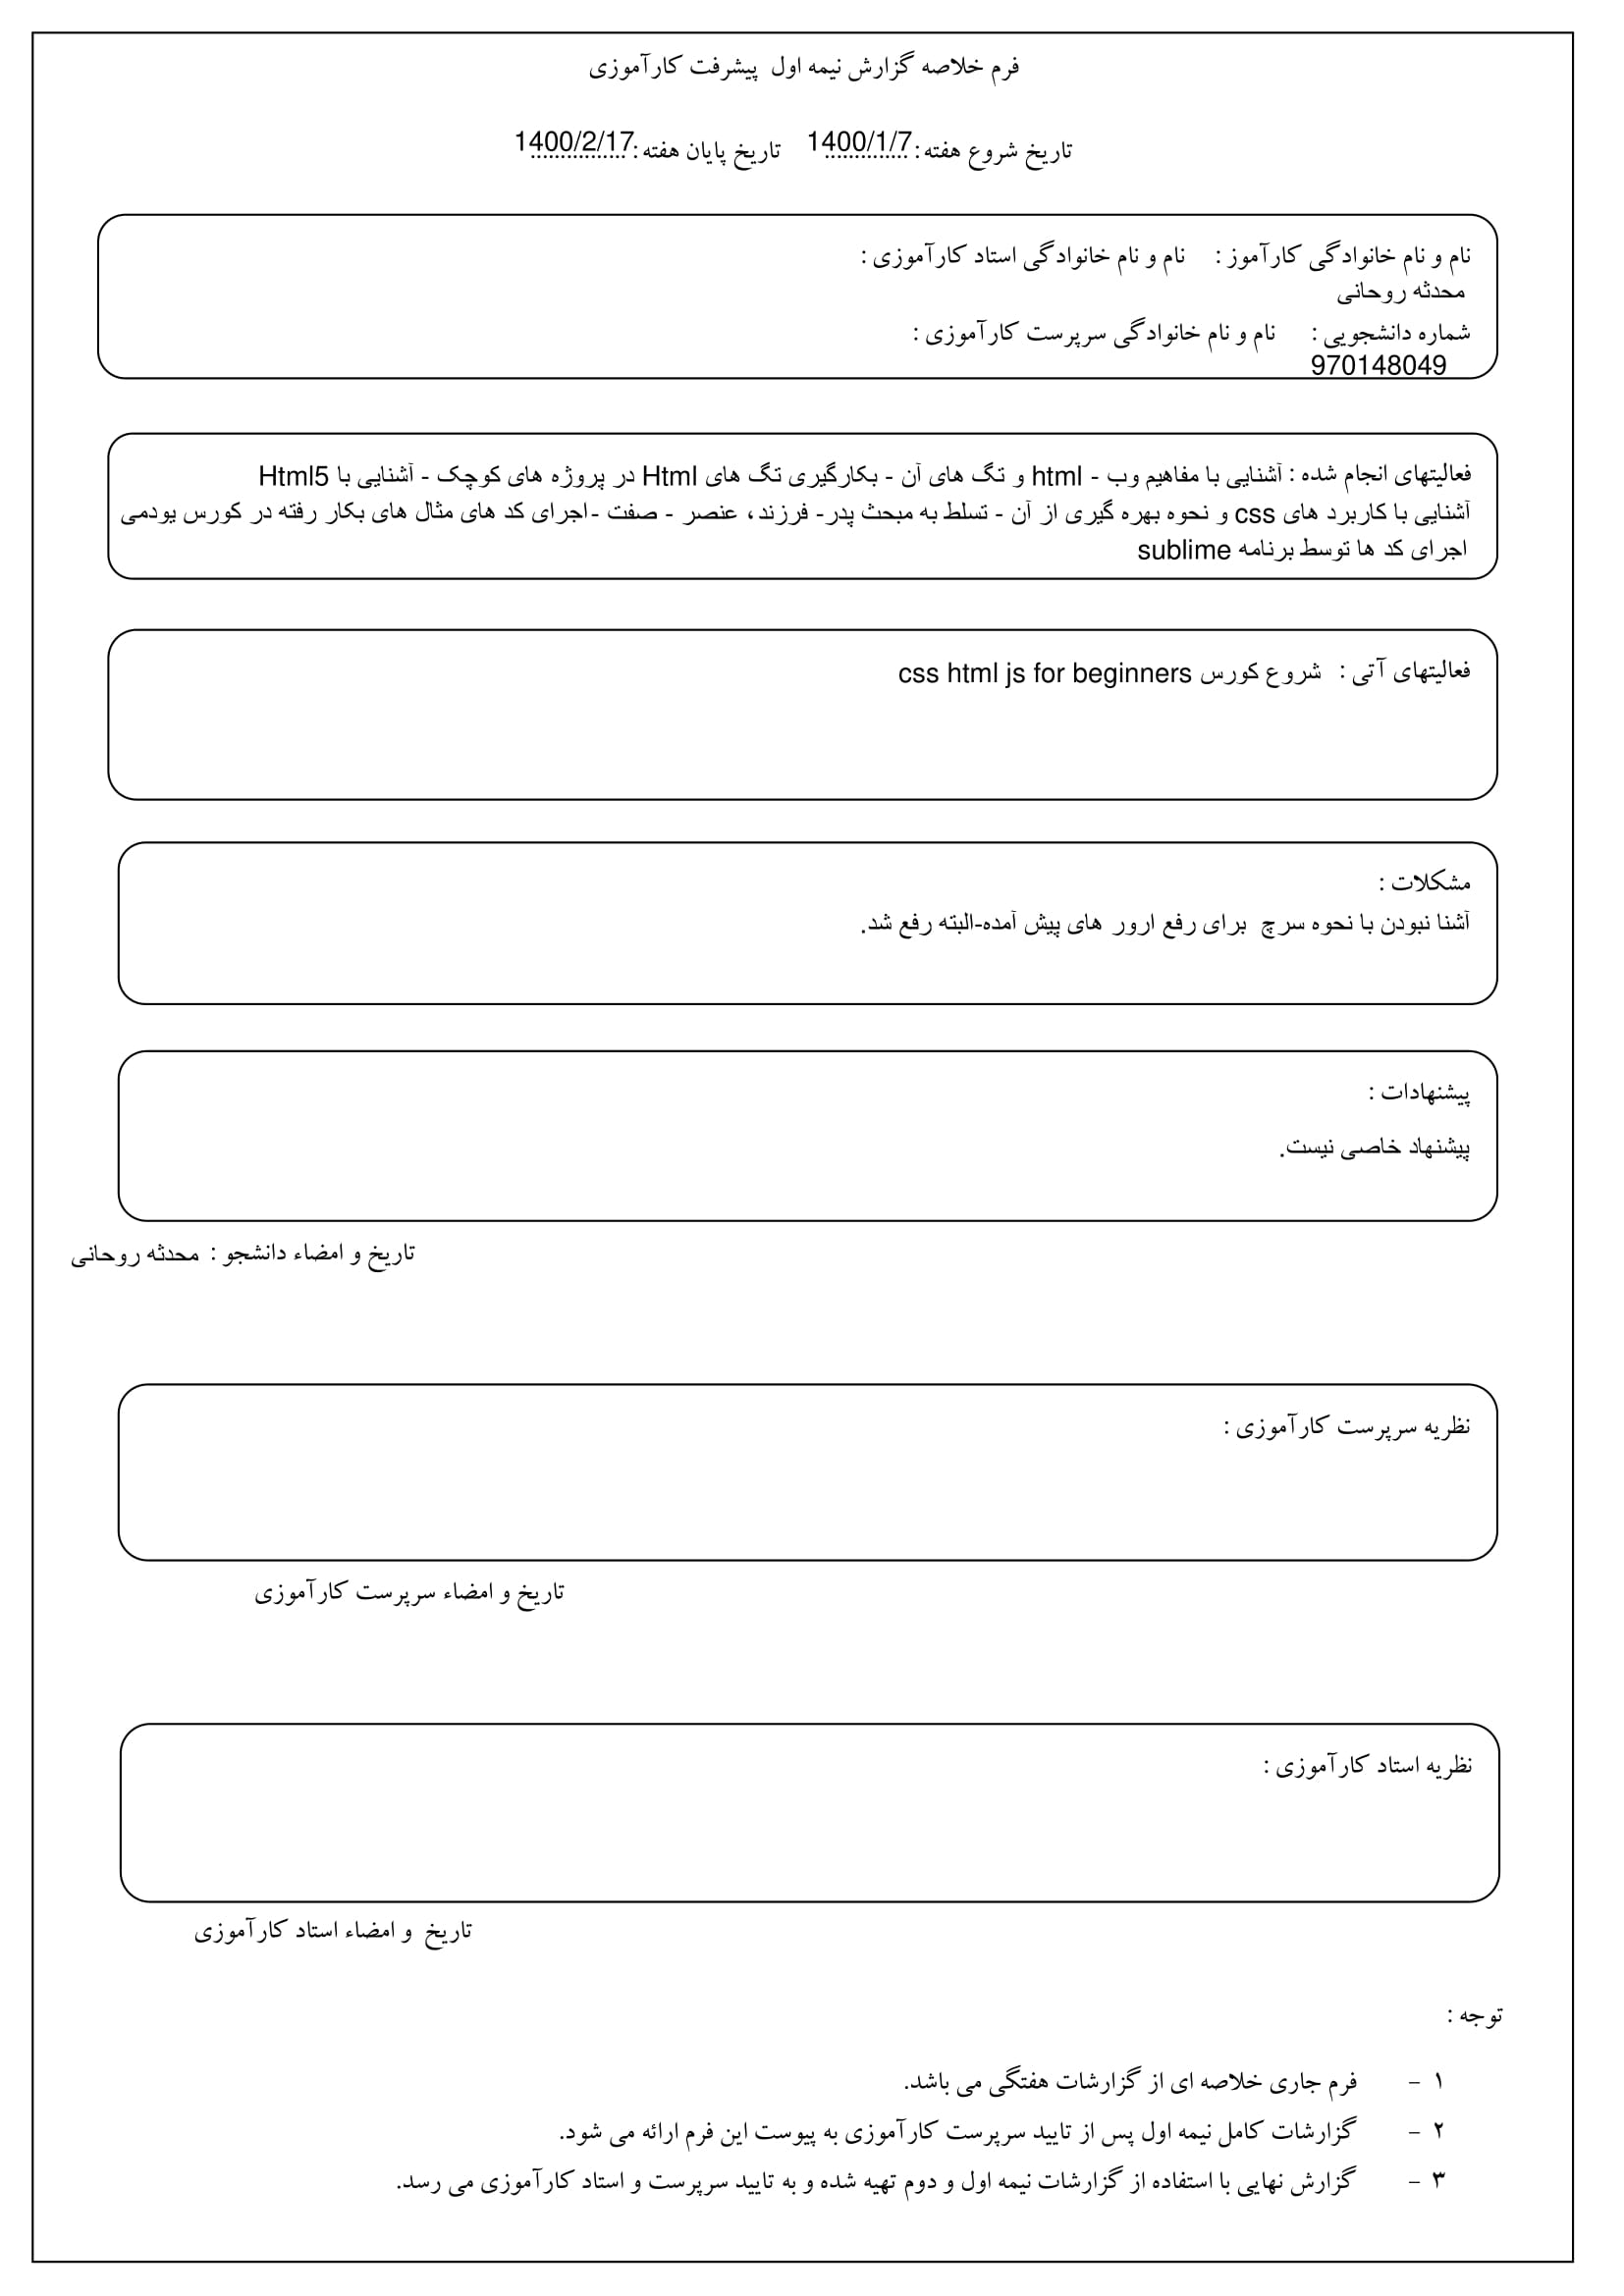 فرم خلاصه گزارش نیمه اول پیشرفت کارآموزی
تاریخ شروع هفته: 1400/1/7 تاریخ پایان هفته: 1400/2/17
نام و نام خانوادگی کارآموز : نام و نام خانوادگی استاد کارآموزی :
محدثه روحانی
شماره دانشجویی : نام و نام خانوادگی سرپرست کارآموزی :
970148049
فعالیتهای انجام شده : آشنایی با مفاهیم وب - html و تگ های آن - بکارگیری تگ های Html در پروژه های کوچک - آشنایی با Html5
آشنایی با کاربرد های css و نحوه بهره گیری از آن - تسلط به مبحث پدر- فرزند، عنصر - صفت -اجرای کد های مثال های بکار رفته در کورس یودمی
اجرای کد ها توسط برنامه sublime
فعالیتهای آتی : شروع کورس css html js for beginners
مشکلات :
آشنا نبودن با نحوه سرچ برای رفع ارور های پیش آمده-البته رفع شد.
پیشنهادات :
پیشنهاد خاصی نیست.
تاریخ و امضاء دانشجو : محدثه روحانی
نظریه سرپرست کارآموزی :
تاریخ و امضاء سرپرست کارآموزی
نظریه استاد کارآموزی :
تاریخ و امضاء استاد کارآموزی
توجه :
۱ - فرم جاری خلاصه ای از گزارشات هفتگی می باشد.
۲ - گزارشات کامل نیمه اول پس از تایید سرپرست کارآموزی به پیوست این فرم ارائه می شود.
۳ - گزارش نهایی با استفاده از گزارشات نیمه اول و دوم تهیه شده و به تایید سرپرست و استاد کارآموزی می رسد.